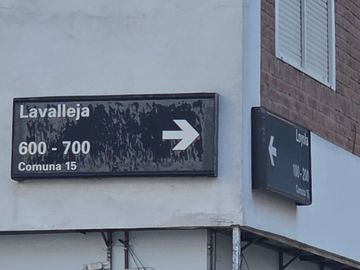 Lavalleja
600 - 700
Comuna 15
Loyola
100 - 200
Comuna 15